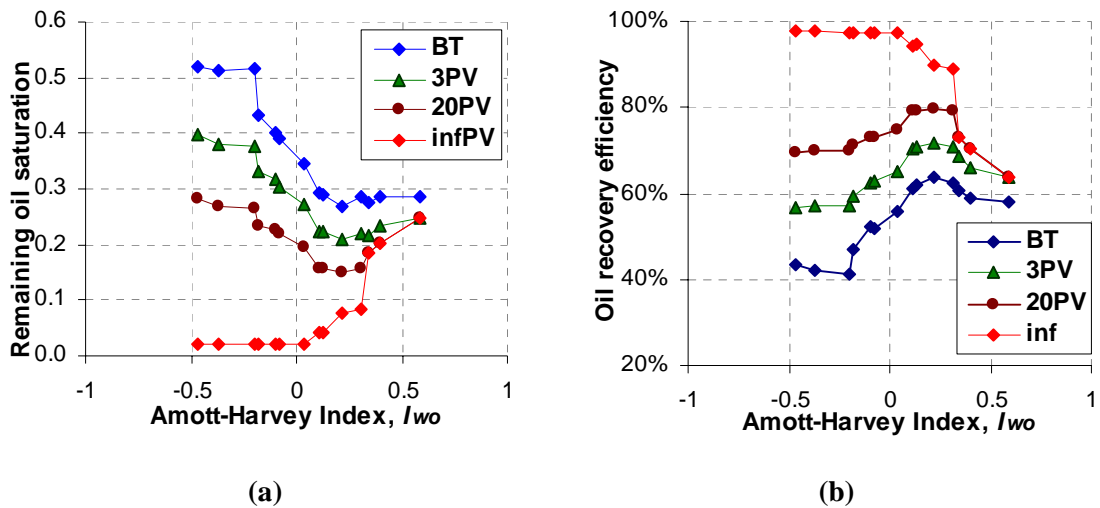 0.6
0.5
0.4
0.3
0.2
0.1
0.0
-1
-0.5
0
0.5
1
Remaining oil saturation
Amott-Harvey Index, Iwo
BT
3PV
20PV
infPV
(a)
100%
80%
60%
40%
20%
-1
-0.5
0
0.5
1
Oil recovery efficiency
Amott-Harvey Index, Iwo
BT
3PV
20PV
inf
(b)